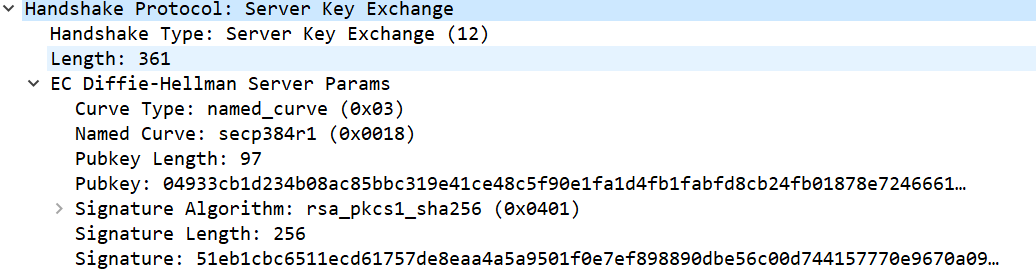 Handshake Protocol: Server Key Exchange
Handshake Type: Server Key Exchange (12)
Length: 361
EC Diffie-Hellman Server Params
Curve Type: named_curve (0x03)
Named Curve: secp384r1 (0x0018)
Pubkey Length: 97
Pubkey: 04933cb1d234b08ac85bbc319e41ce48c5f90e1fa1d4fb1fabfd8cb24fb01878e7246661…
Signature Algorithm: rsa_pkcs1_sha256 (0x0401)
Signature Length: 256
Signature: 51eb1cbc6511ecd61757de8eaa4a5a9501f0e7ef898890dbe56c00d744157770e9670a09…